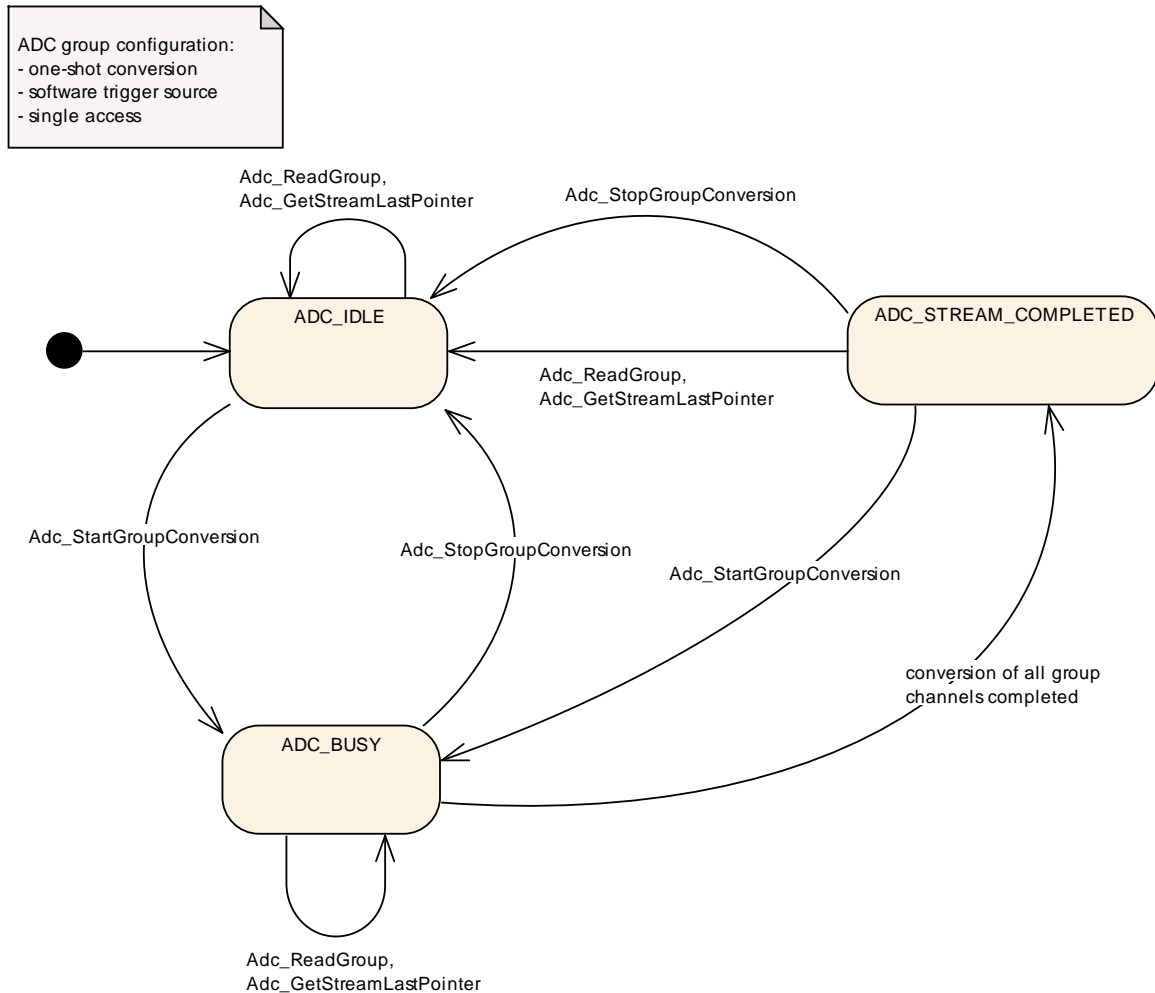 ADC group configuration:
- one-shot conversion
- software trigger source
- single access
Adc_ReadGroup,
Adc_GetStreamLastPointer
Adc_StopGroupConversion
ADC_IDLE
ADC_STREAM_COMPLETED
Adc_ReadGroup,
Adc_GetStreamLastPointer
Adc_StartGroupConversion
Adc_StopGroupConversion
Adc_StartGroupConversion
conversion of all group
channels completed
ADC_BUSY
Adc_ReadGroup,
Adc_GetStreamLastPointer